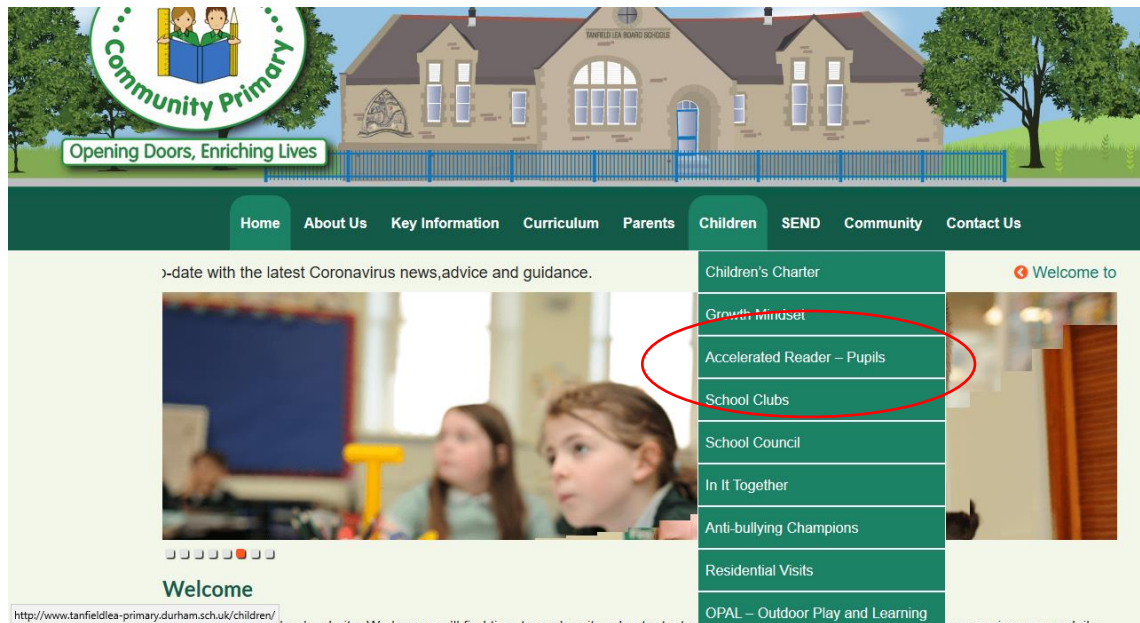 Community Primary
Opening Doors, Enriching Lives
TANFIELD LEA BOARD SCHOOLS
Home About Us Key Information Curriculum Parents Children SEND Community Contact Us
-date with the latest Coronavirus news,advice and guidance.
Welcome to
Children's Charter
Growth Mindset
Accelerated Reader – Pupils
School Clubs
School Council
In It Together
Anti-bullying Champions
Residential Visits
OPAL – Outdoor Play and Learning
Welcome
http://www.tanfieldlea-primary.durham.sch.uk/children/